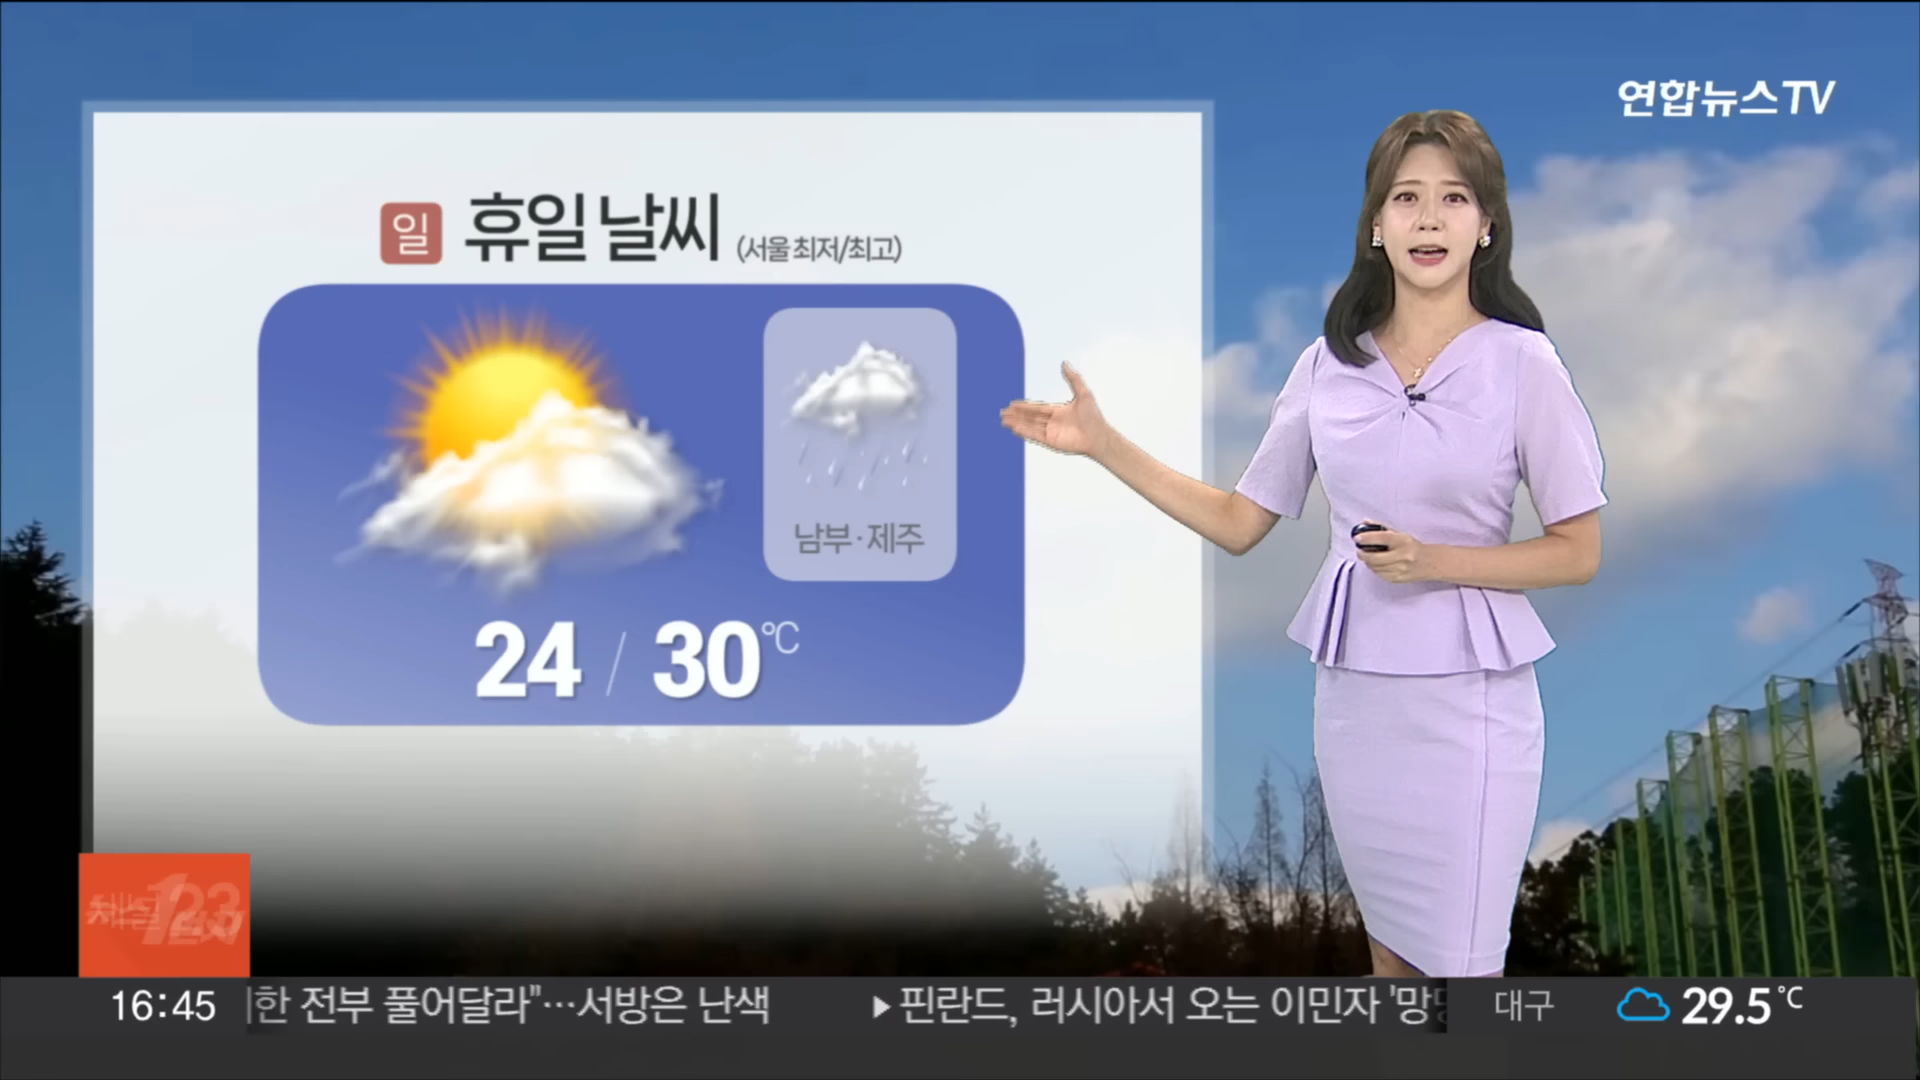 연합뉴스TV
일 휴일 날씨 (서울 최저/최고)
남부·제주
24 / 30℃
16:45 한 전부 풀어달라"…서방은 난색 ▶핀란드, 러시아서 오는 이민자 '망명 대구 29.5℃